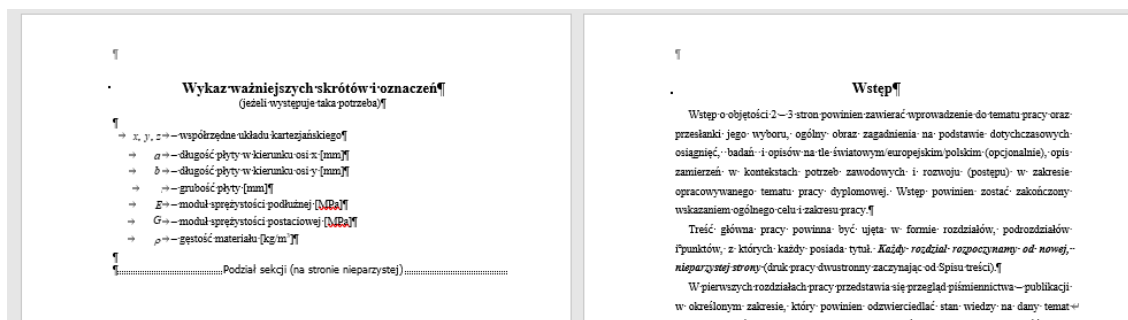 Wykaz ważniejszych skrótów i oznaczeń¶
(jeżeli występuje taka potrzeba)¶
x, y, z – współrzędne układu kartezjańskiego¶
a – długość płyty w kierunku osi x [mm]¶
b – długość płyty w kierunku osi y [mm]¶
– grubość płyty [mm]¶
E – moduł sprężystości podłużnej [MPa]¶
G – moduł sprężystości postaciowej [MPa]¶
ρ – gęstość materiału [kg/m³]¶
¶
¶ Podział sekcji (na stronie nieparzystej)
Wstęp¶
Wstęp o objętości 2 – 3 stron powinien zawierać wprowadzenie do tematu pracy oraz
przesłanki jego wyboru, ogólny obraz zagadnienia na podstawie dotychczasowych
osiągnięć, badań i opisów na tle światowym/europejskim/polskim (opcjonalnie), opis
zamierzeń w kontekstach potrzeb zawodowych i rozwoju (postępu) w zakresie
opracowywanego tematu pracy dyplomowej. Wstęp powinien zostać zakończony
wskazaniem ogólnego celu i zakresu pracy.¶
Treść główna pracy powinna być ujęta w formie rozdziałów, podrozdziałów
i°punktów, z których każdy posiada tytuł. Każdy rozdział rozpoczynamy od nowej,
nieparzystej strony (druk pracy dwustronny zaczynając od Spisu treści).¶
W pierwszych rozdziałach pracy przedstawia się przegląd piśmiennictwa – publikacji
w określonym zakresie, który powinien odzwierciedlać stan wiedzy na dany temat